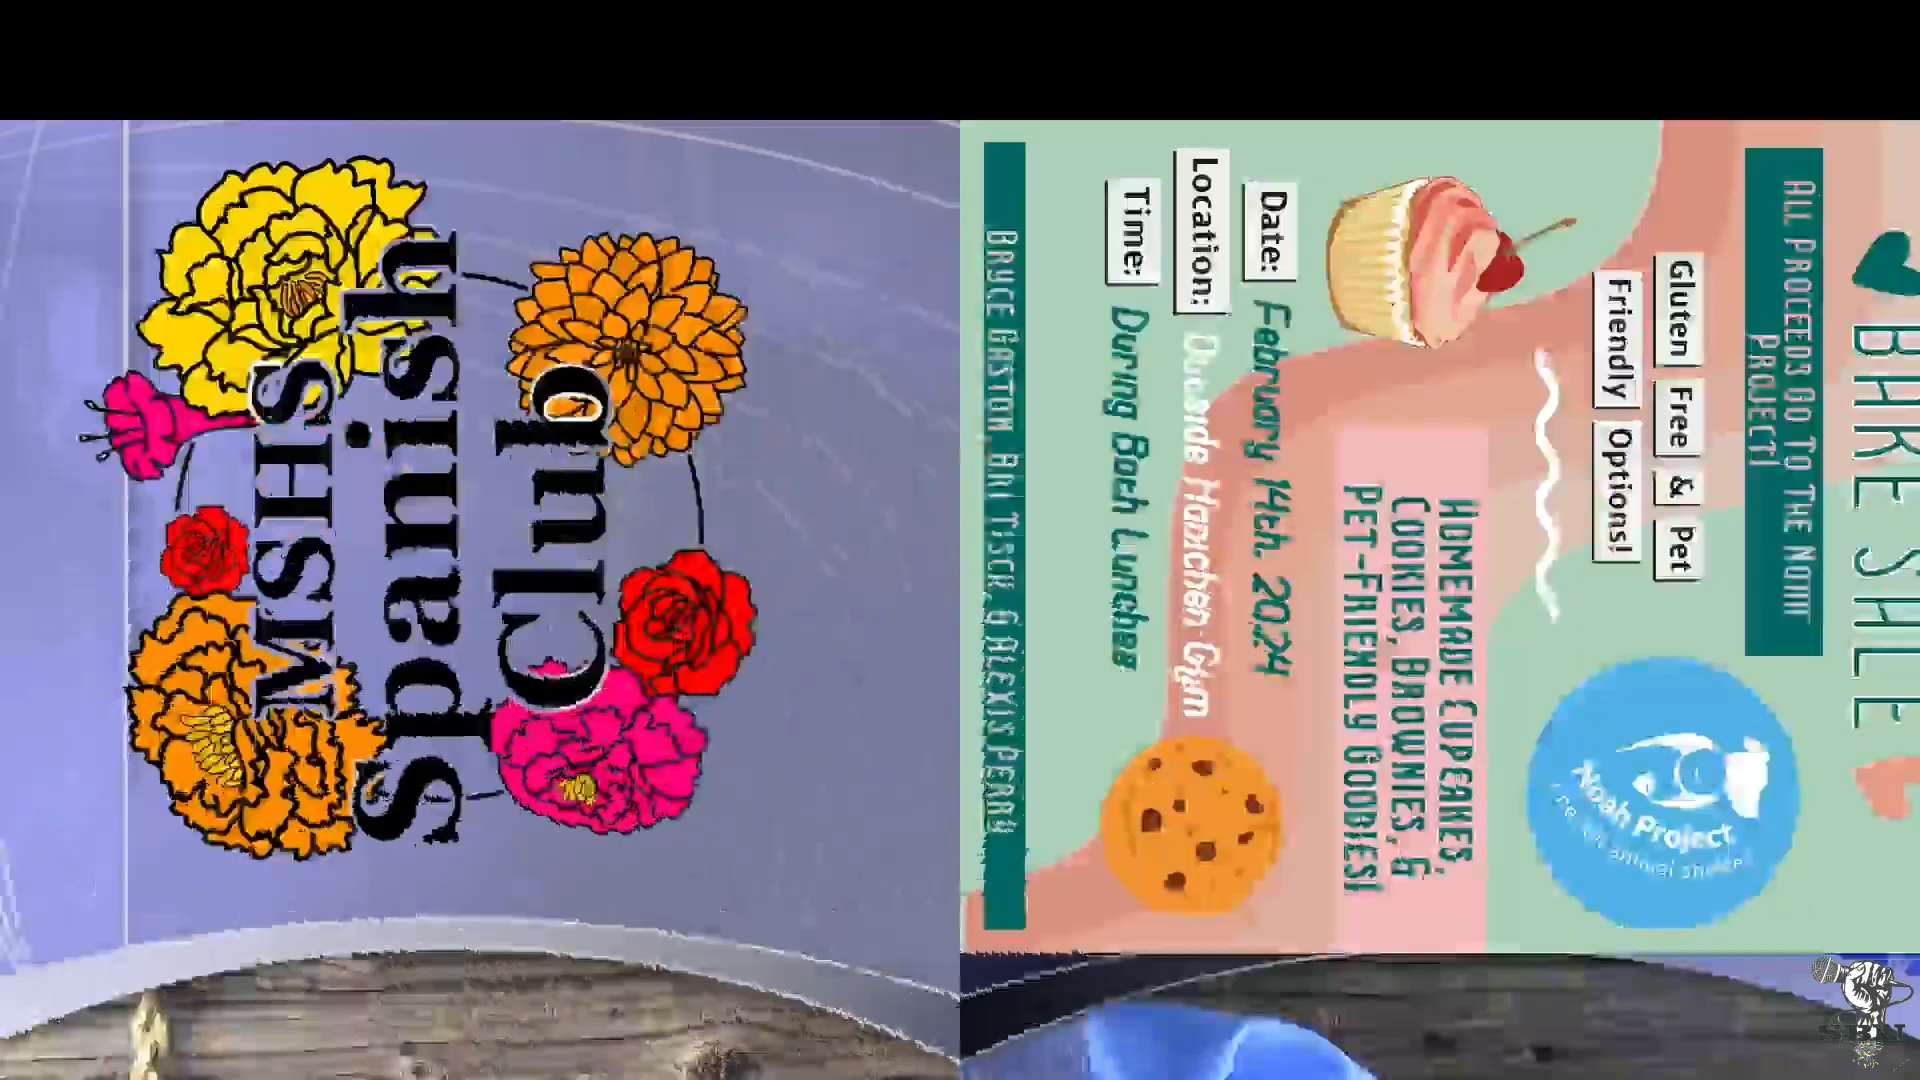 MSHS
Spanish
Club
BAKE SALE
ALL PROCEEDS GO TO THE NOAH
PROJECT!
Gluten Free & Pet
Friendly Options!
Noah Project
HOMEMADE CUPCAKES,
COOKIES, BROWNIES, &
PET-FRIENDLY GOODIES!
Date: February 14th, 2024
Location: Outside Hanchen Gym
Time: During Both Lunches
BRYCE GASTON, ARI TISCH, & ALEXIS PERRY